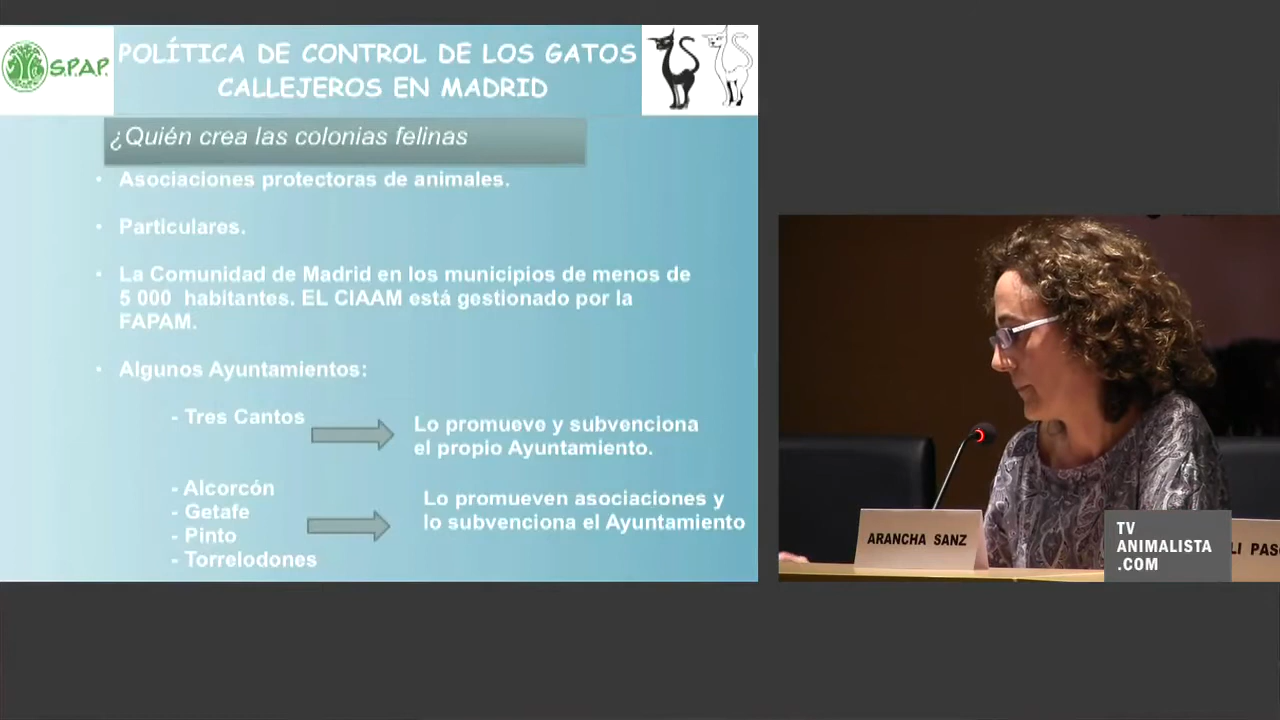 S.P.A.P.
POLÍTICA DE CONTROL DE LOS GATOS
CALLEJEROS EN MADRID
¿Quién crea las colonias felinas
• Asociaciones protectoras de animales.
• Particulares.
• La Comunidad de Madrid en los municipios de menos de
5 000 habitantes. EL CIAAM está gestionado por la
FAPAM.
• Algunos Ayuntamientos:
- Tres Cantos
Lo promueve y subvenciona
el propio Ayuntamiento.
- Alcorcón
- Getafe
- Pinto
- Torrelodones
Lo promueven asociaciones y
lo subvenciona el Ayuntamiento
ARANCHA SANZ
TV
ANIMALISTA
.COM